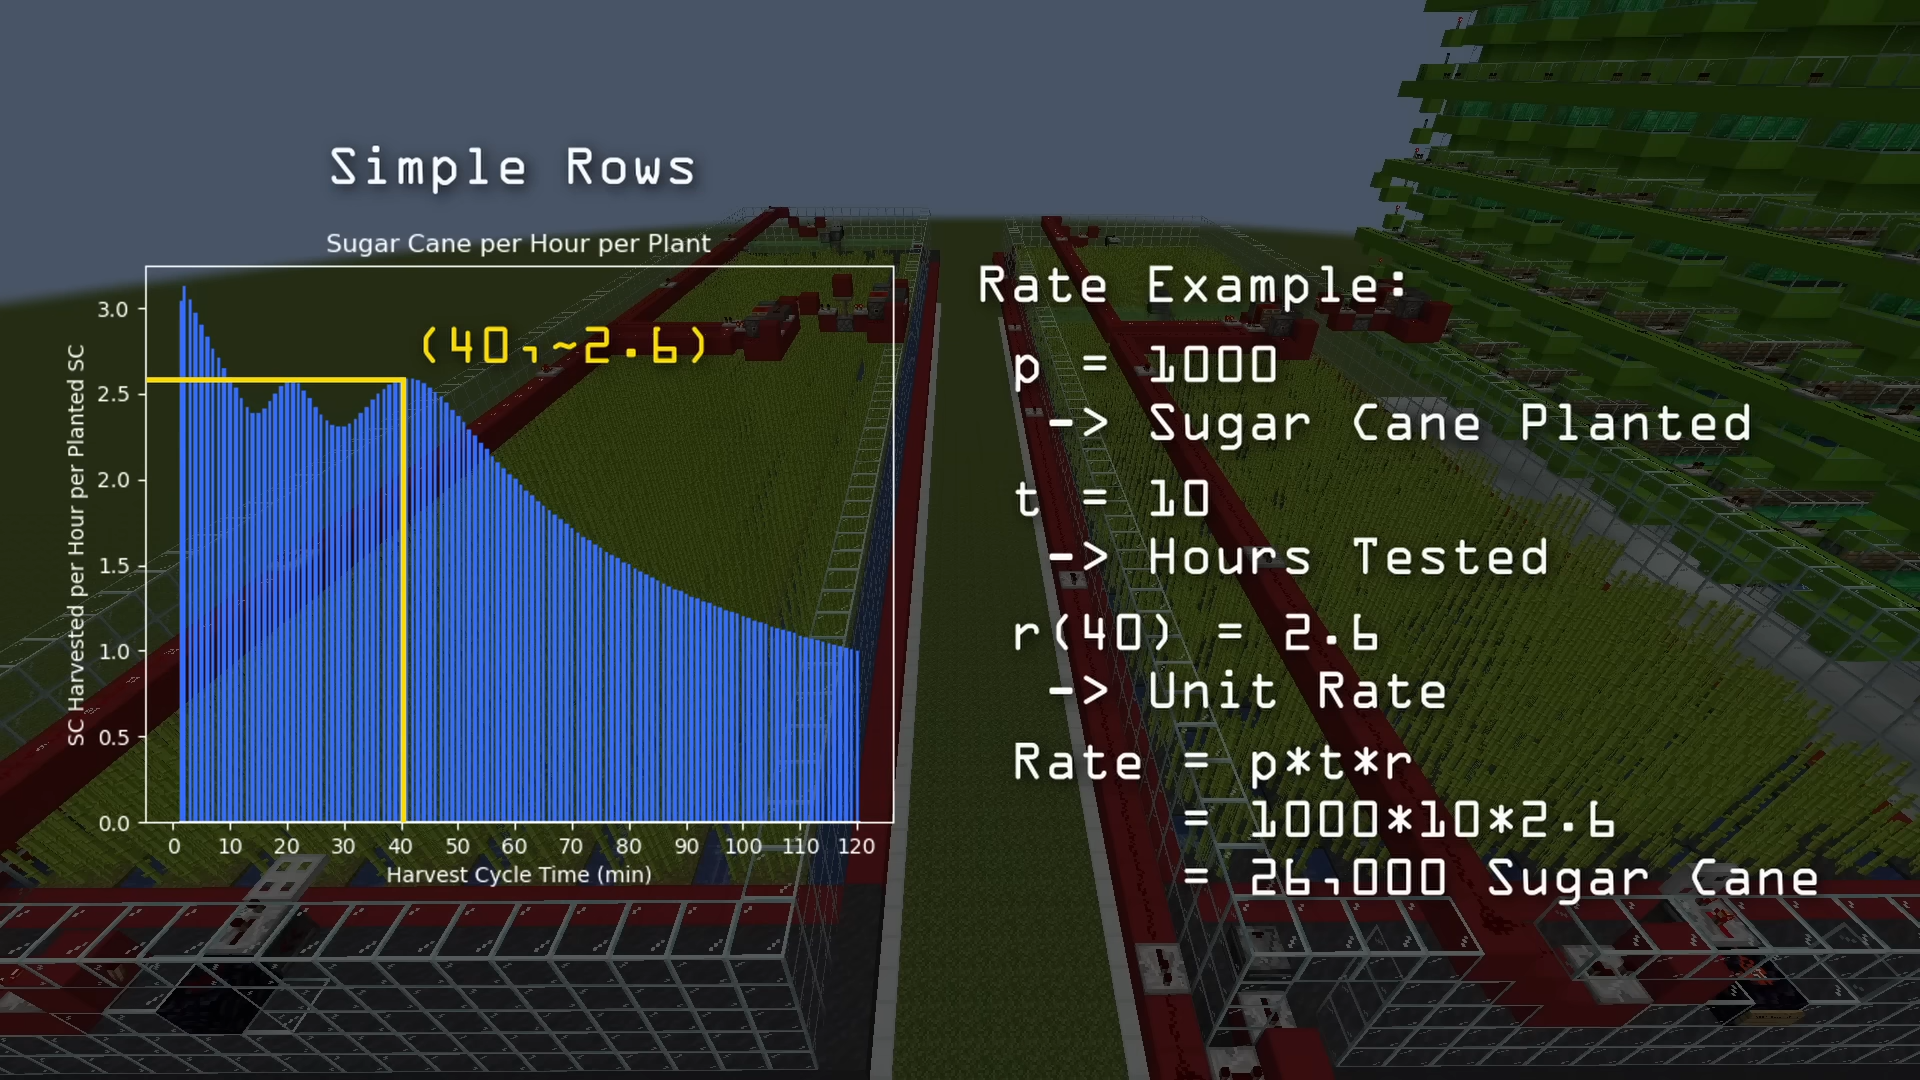 Simple Rows
Sugar Cane per Hour per Plant
SC Harvested per Hour per Planted SC
3.0
2.5
2.0
1.5
1.0
0.5
0.0
(40,~2.6)
0 10 20 30 40 50 60 70 80 90 100 110 120
Harvest Cycle Time (min)
Rate Example:
p = 1000
-> Sugar Cane Planted
t = 10
-> Hours Tested
r(40) = 2.6
-> Unit Rate
Rate = p*t*r
= 1000*10*2.6
= 26,000 Sugar Cane